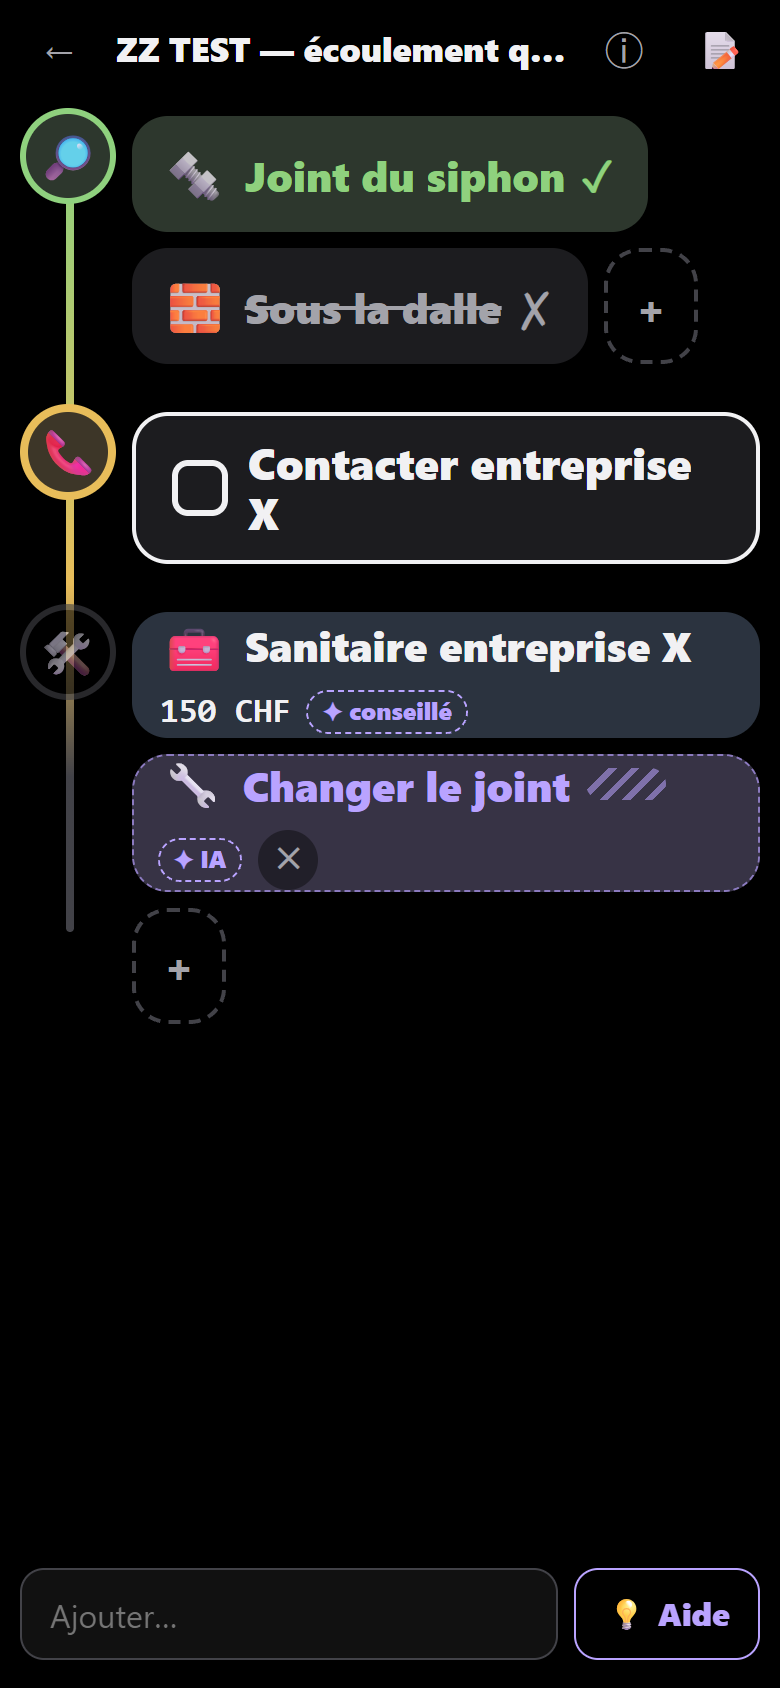 ← ZZ TEST — écoulement q... ⓘ
Joint du siphon ✓
Sous la dalle ✗
+
Contacter entreprise
X
Sanitaire entreprise X
150 CHF ✦ conseillé
Changer le joint
✦ IA ×
+
Ajouter... Aide